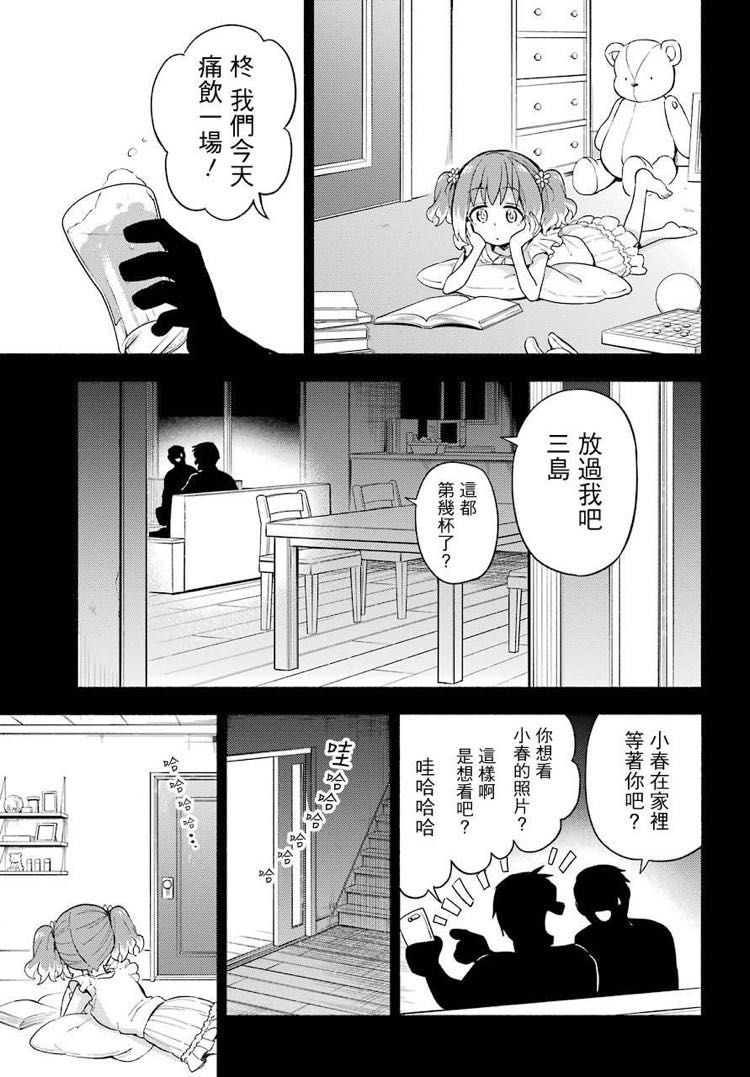 柊 我們今天
痛飲一場！
放過我吧
三島
這都
第幾杯了？
小春在家裡
等著你吧？
你想看
小春的照片？
這樣啊
是想看吧？
哇哈哈哈
哇哈哈哈哈哈哈
哈哈哈哈…